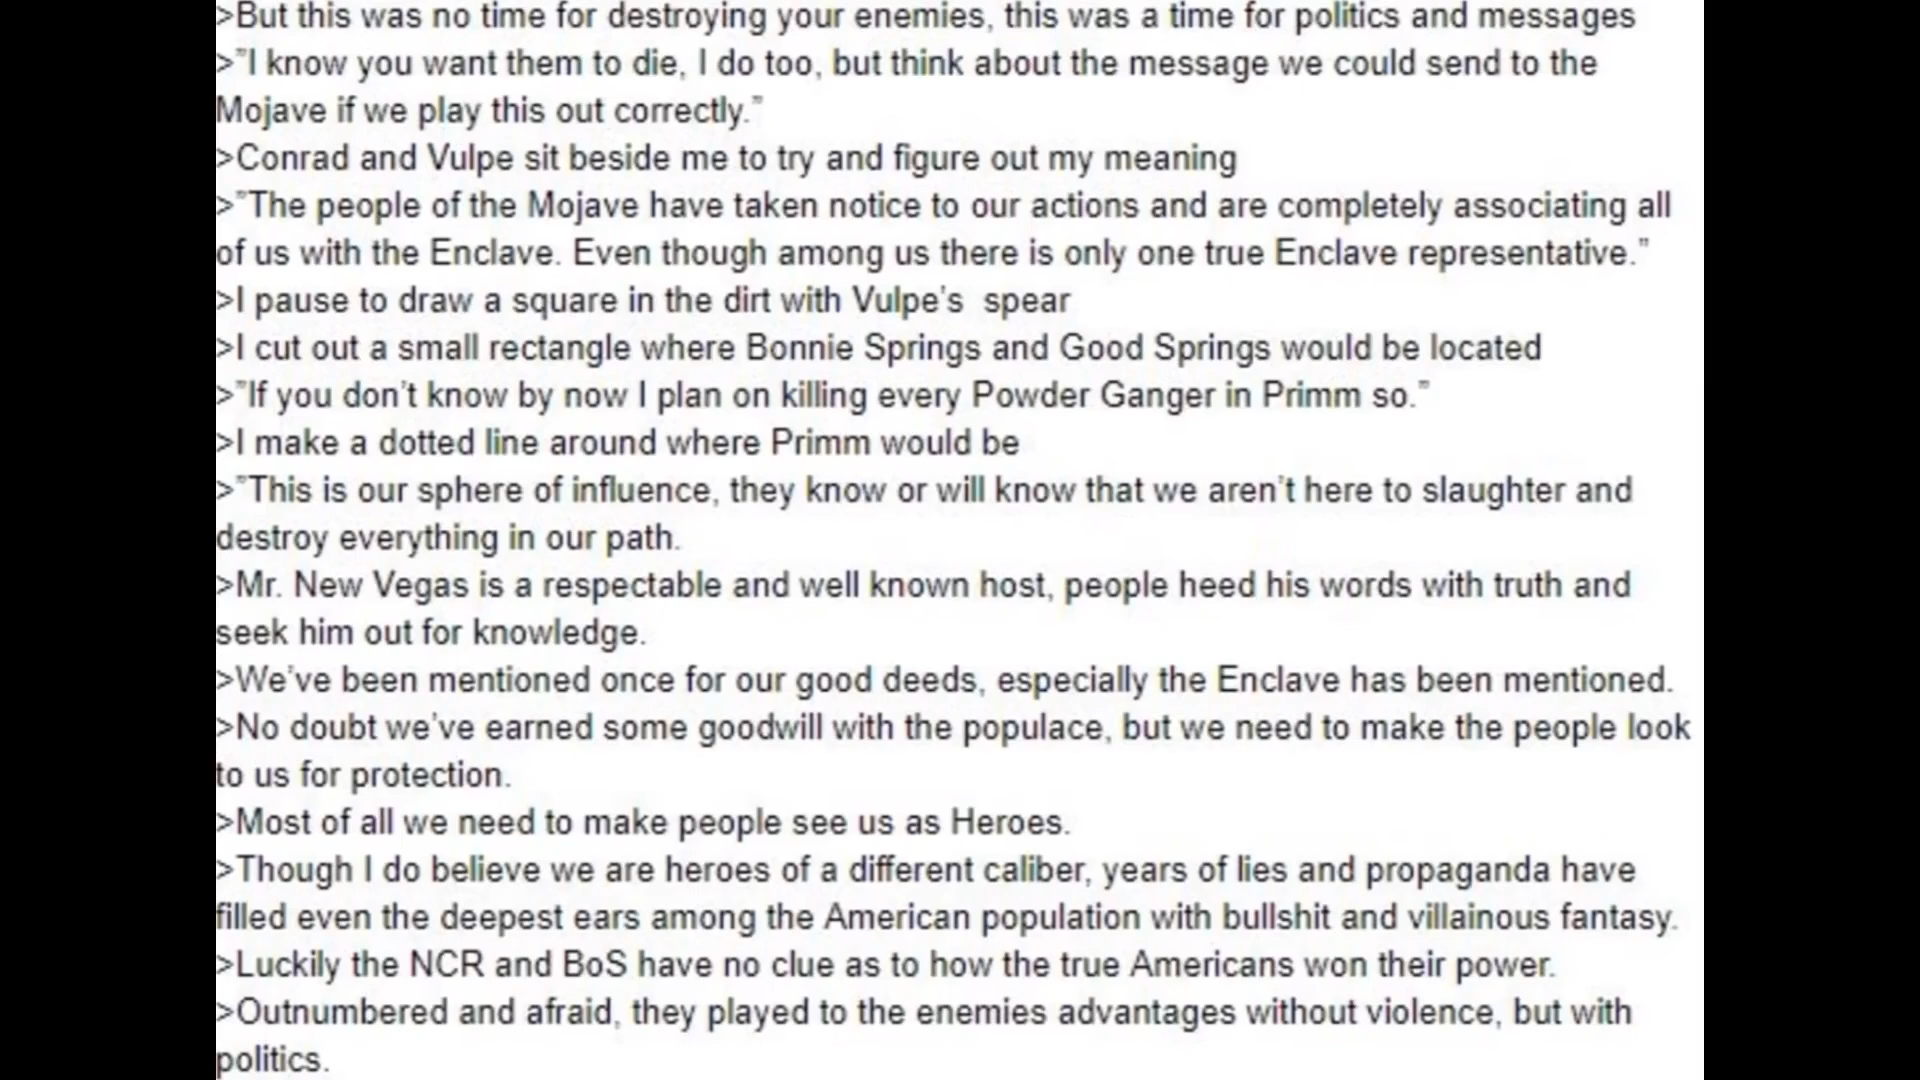 >But this was no time for destroying your enemies, this was a time for politics and messages
>"I know you want them to die, I do too, but think about the message we could send to the
Mojave if we play this out correctly."
>Conrad and Vulpe sit beside me to try and figure out my meaning
>"The people of the Mojave have taken notice to our actions and are completely associating all
of us with the Enclave. Even though among us there is only one true Enclave representative."
>I pause to draw a square in the dirt with Vulpe's  spear
>I cut out a small rectangle where Bonnie Springs and Good Springs would be located
>"If you don't know by now I plan on killing every Powder Ganger in Primm so."
>I make a dotted line around where Primm would be
>"This is our sphere of influence, they know or will know that we aren't here to slaughter and
destroy everything in our path.
>Mr. New Vegas is a respectable and well known host, people heed his words with truth and
seek him out for knowledge.
>We've been mentioned once for our good deeds, especially the Enclave has been mentioned.
>No doubt we've earned some goodwill with the populace, but we need to make the people look
to us for protection.
>Most of all we need to make people see us as Heroes.
>Though I do believe we are heroes of a different caliber, years of lies and propaganda have
filled even the deepest ears among the American population with bullshit and villainous fantasy.
>Luckily the NCR and BoS have no clue as to how the true Americans won their power.
>Outnumbered and afraid, they played to the enemies advantages without violence, but with
politics.